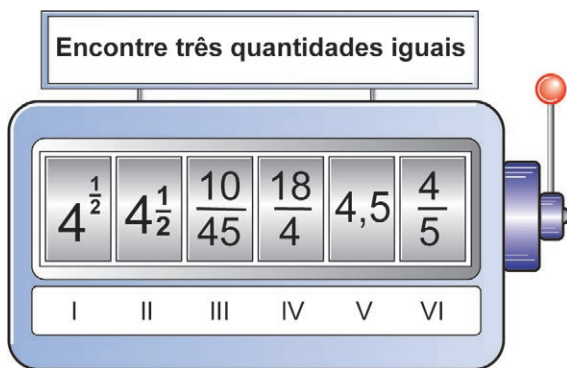 Encontre três quantidades iguais
4^{1/2} 4 1/2 10/45 18/4 4,5 4/5
I II III IV V VI